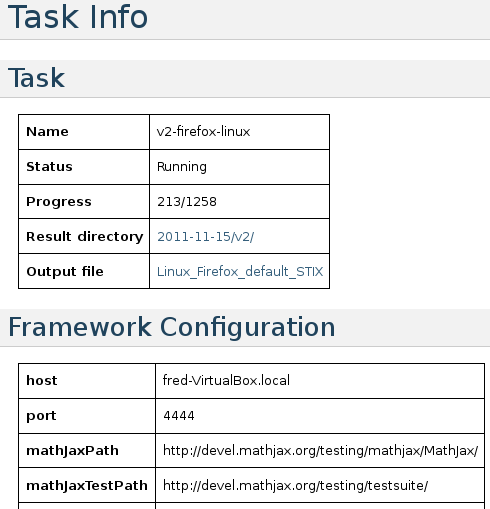 Task Info
Task
Name v2-firefox-linux
Status Running
Progress 213/1258
Result directory 2011-11-15/v2/
Output file Linux_Firefox_default_STIX
Framework Configuration
host fred-VirtualBox.local
port 4444
mathJaxPath http://devel.mathjax.org/testing/mathjax/MathJax/
mathJaxTestPath http://devel.mathjax.org/testing/testsuite/